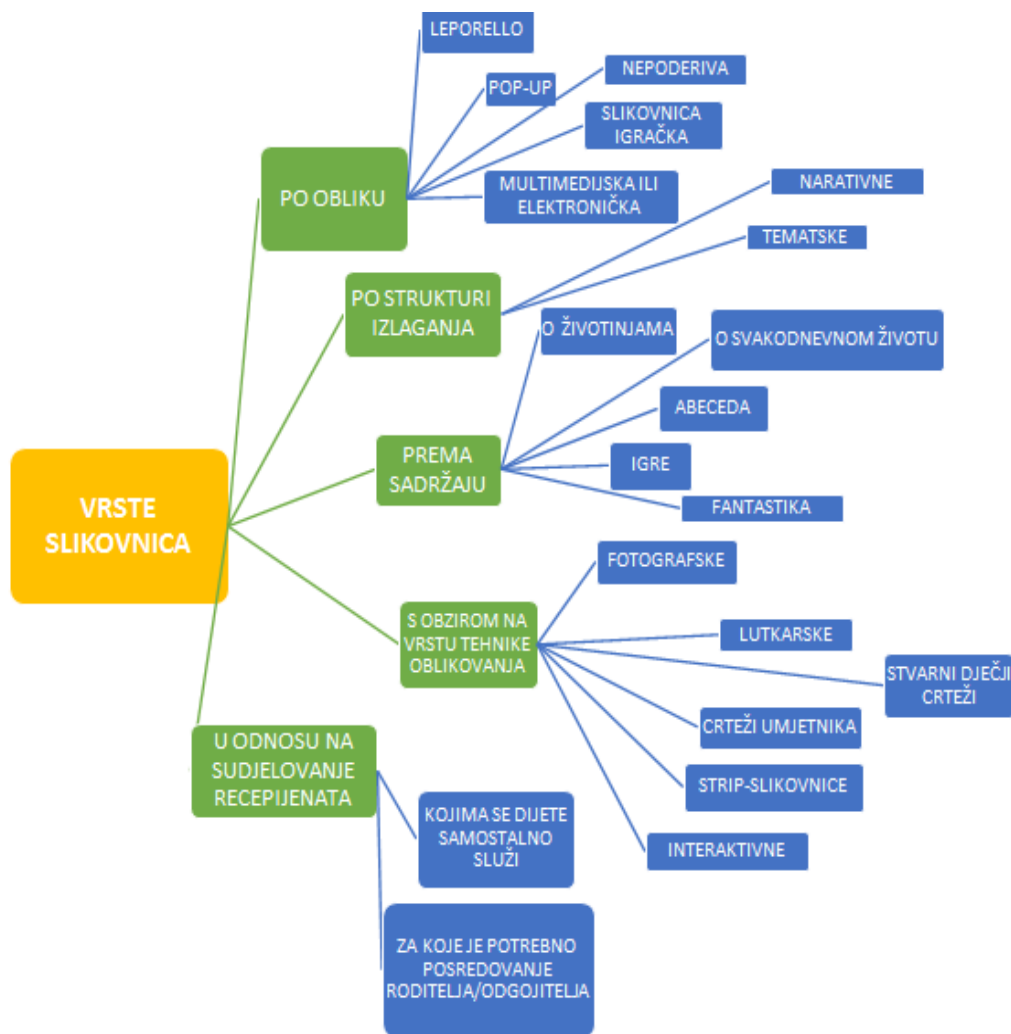 VRSTE
SLIKOVNICA
PO OBLIKU
LEPORELLO
POP-UP
NEPODERIVA
SLIKOVNICA
IGRAČKA
MULTIMEDIJSKA ILI
ELEKTRONIČKA
PO STRUKTURI
IZLAGANJA
NARATIVNE
TEMATSKE
PREMA
SADRŽAJU
O ŽIVOTINJAMA
O SVAKODNEVNOM ŽIVOTU
ABECEDA
IGRE
FANTASTIKA
S OBZIROM NA
VRSTU TEHNIKE
OBLIKOVANJA
FOTOGRAFSKE
LUTKARSKE
STVARNI DJEČJI
CRTEŽI
CRTEŽI UMJETNIKA
STRIP-SLIKOVNICE
INTERAKTIVNE
U ODNOSU NA
SUDJELOVANJE
RECEPIJENATA
KOJIMA SE DIJETE
SAMOSTALNO
SLUŽI
ZA KOJE JE POTREBNO
POSREDOVANJE
RODITELJA/ODGOJITELJA